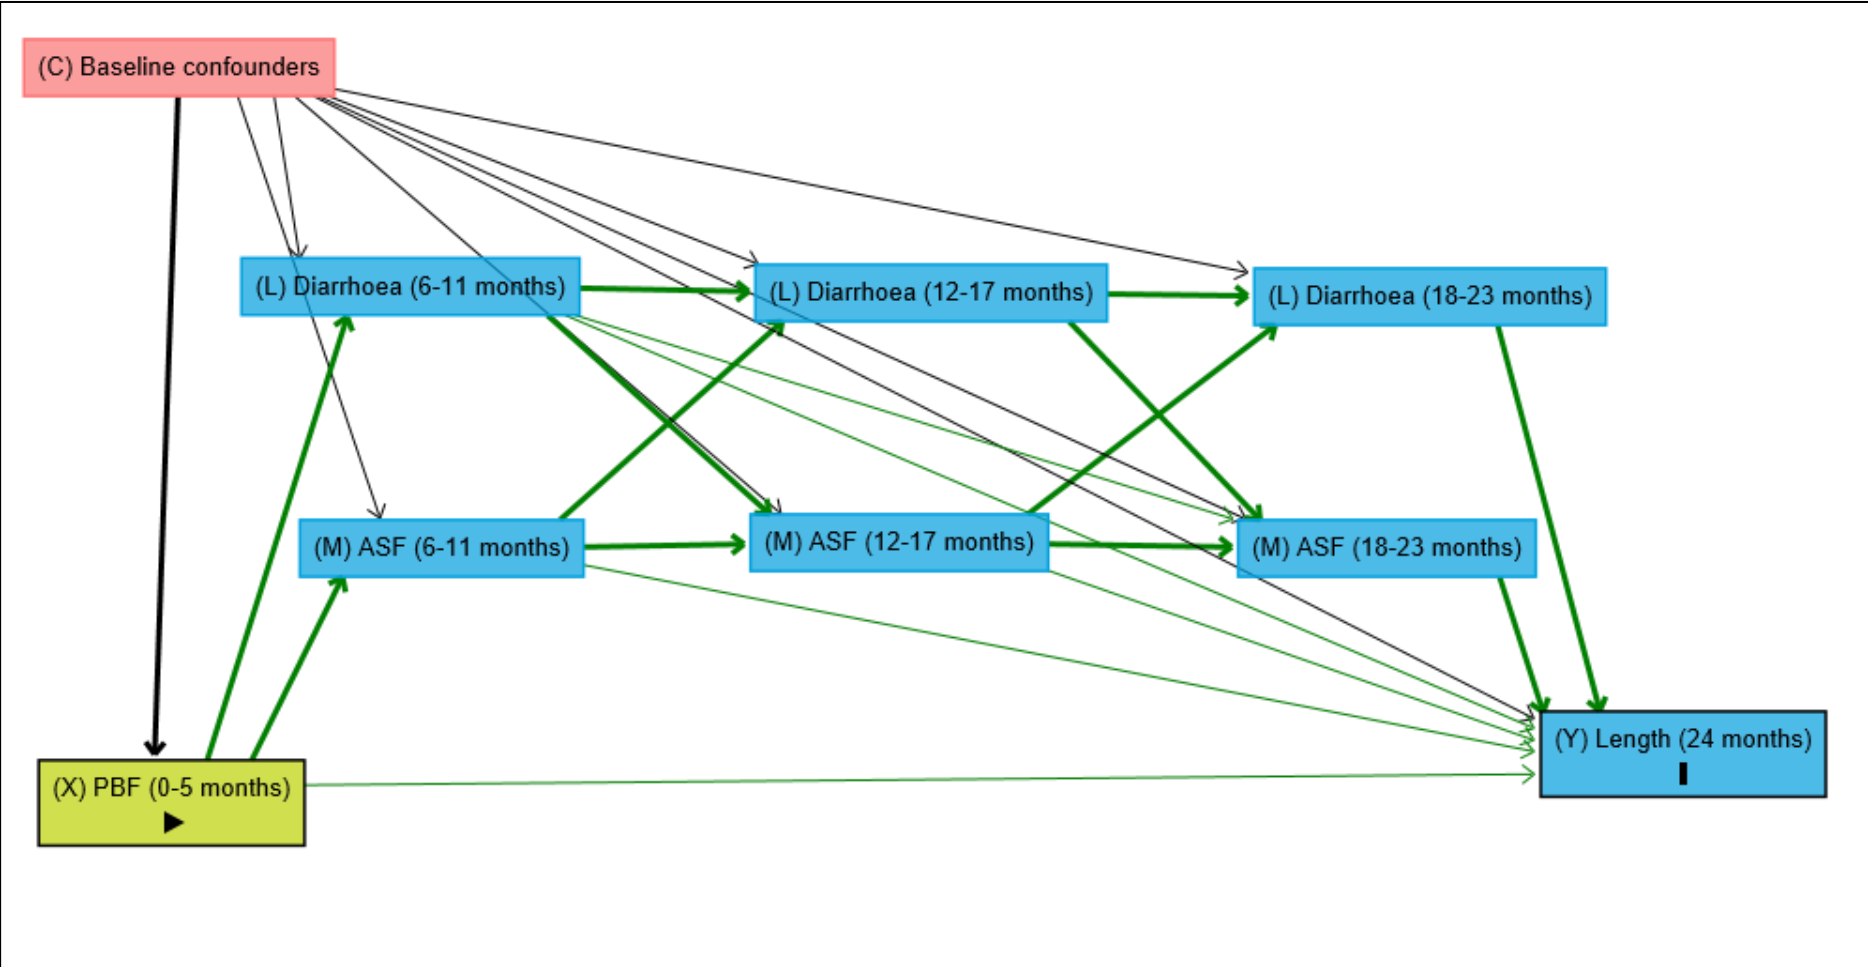 (C) Baseline confounders
(L) Diarrhoea (6-11 months)
(L) Diarrhoea (12-17 months)
(L) Diarrhoea (18-23 months)
(M) ASF (6-11 months)
(M) ASF (12-17 months)
(M) ASF (18-23 months)
(X) PBF (0-5 months)
(Y) Length (24 months)